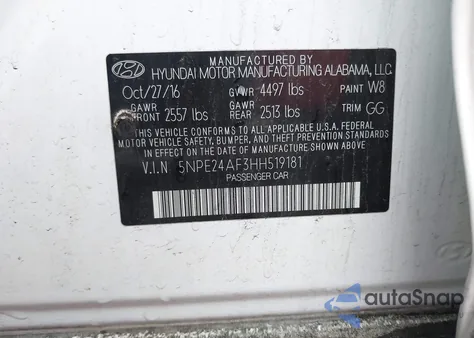 MANUFACTURED BY
HYUNDAI MOTOR MANUFACTURING ALABAMA, LLC
Oct/27/16 GVWR 4497 lbs PAINT W8
GAWR FRONT 2557 lbs GAWR REAR 2513 lbs TRIM GG
THIS VEHICLE CONFORMS TO ALL APPLICABLE U.S. FEDERAL
MOTOR VEHICLE SAFETY, BUMPER, AND THEFT PREVENTION
STANDARDS IN EFFECT ON THE DATE OF MANUFACTURE SHOWN ABOVE.
V.I.N 5NPE24AF3HH519181
PASSENGER CAR
autoSnap